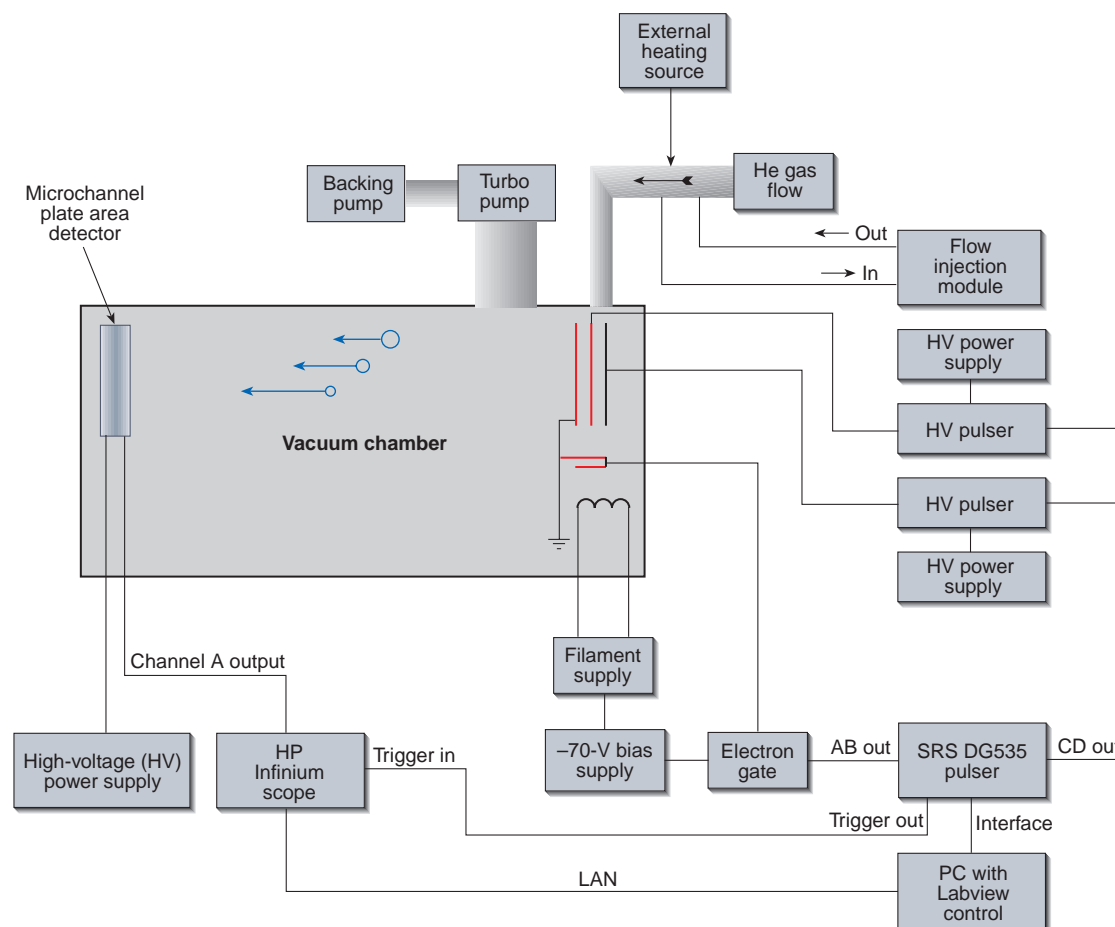 External
heating
source
Microchannel
plate area
detector
Backing
pump
Turbo
pump
He gas
flow
Out
In
Flow
injection
module
HV power
supply
HV pulser
Vacuum chamber
HV pulser
HV power
supply
Channel A output
Filament
supply
High-voltage (HV)
power supply
HP
Infinium
scope
Trigger in
–70-V bias
supply
Electron
gate
AB out
SRS DG535
pulser
CD out
Trigger out
Interface
LAN
PC with
Labview
control